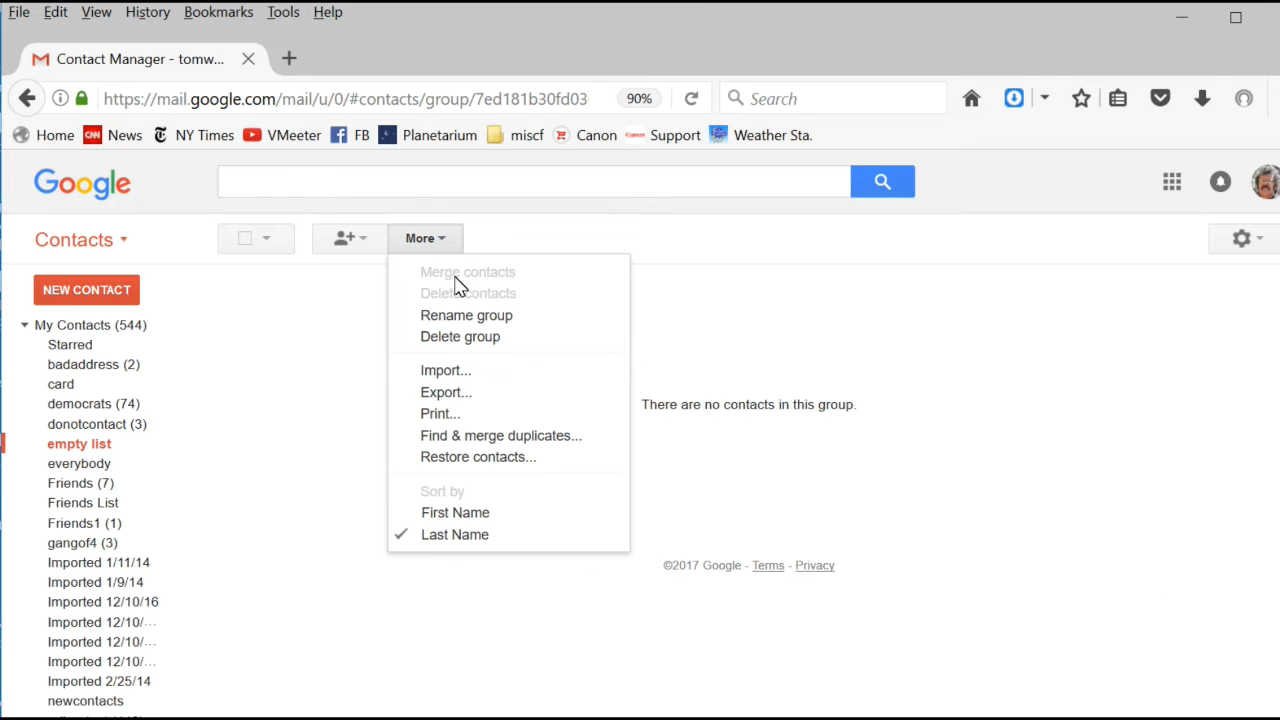 File Edit View History Bookmarks Tools Help
Contact Manager - tomw...
https://mail.google.com/mail/u/0/#contacts/group/7ed181b30fd03
90%
Search
Home CNN News NY Times VMeeter FB Planetarium miscf Canon Canon Support Weather Sta.
Google
Contacts
More
NEW CONTACT
My Contacts (544)
Starred
badaddress (2)
card
democrats (74)
donotcontact (3)
empty list
everybody
Friends (7)
Friends List
Friends1 (1)
gangof4 (3)
Imported 1/11/14
Imported 1/9/14
Imported 12/10/16
Imported 12/10/...
Imported 12/10/...
Imported 12/10/...
Imported 2/25/14
newcontacts
Merge contacts
Delete contacts
Rename group
Delete group
Import...
Export...
Print...
Find & merge duplicates...
Restore contacts...
Sort by
First Name
Last Name
There are no contacts in this group.
©2017 Google - Terms - Privacy